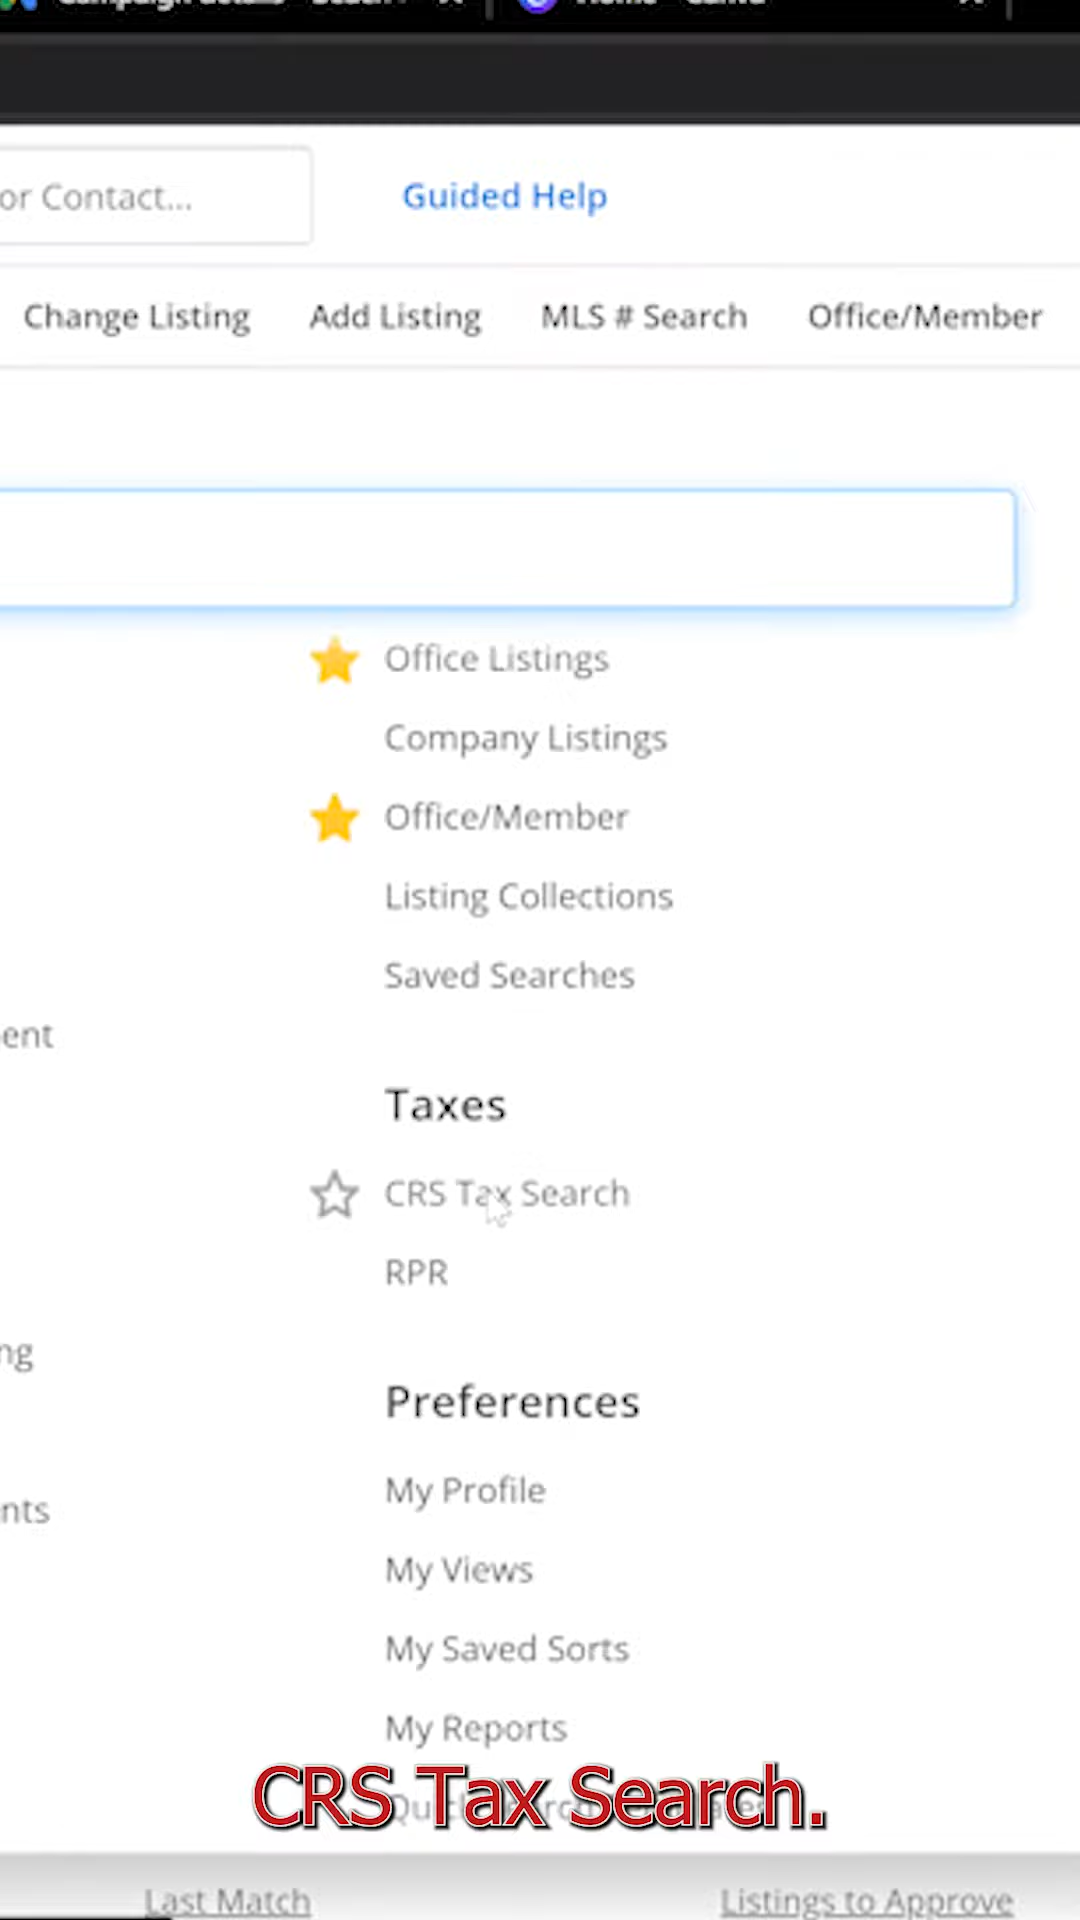 Home
or Contact...
Guided Help
Change Listing
Add Listing
MLS # Search
Office/Member
Office Listings
Company Listings
Office/Member
Listing Collections
Saved Searches
ent
Taxes
CRS Tax Search
RPR
ng
Preferences
My Profile
nts
My Views
My Saved Sorts
My Reports
CRS Tax Search.
Last Match
Listings to Approve